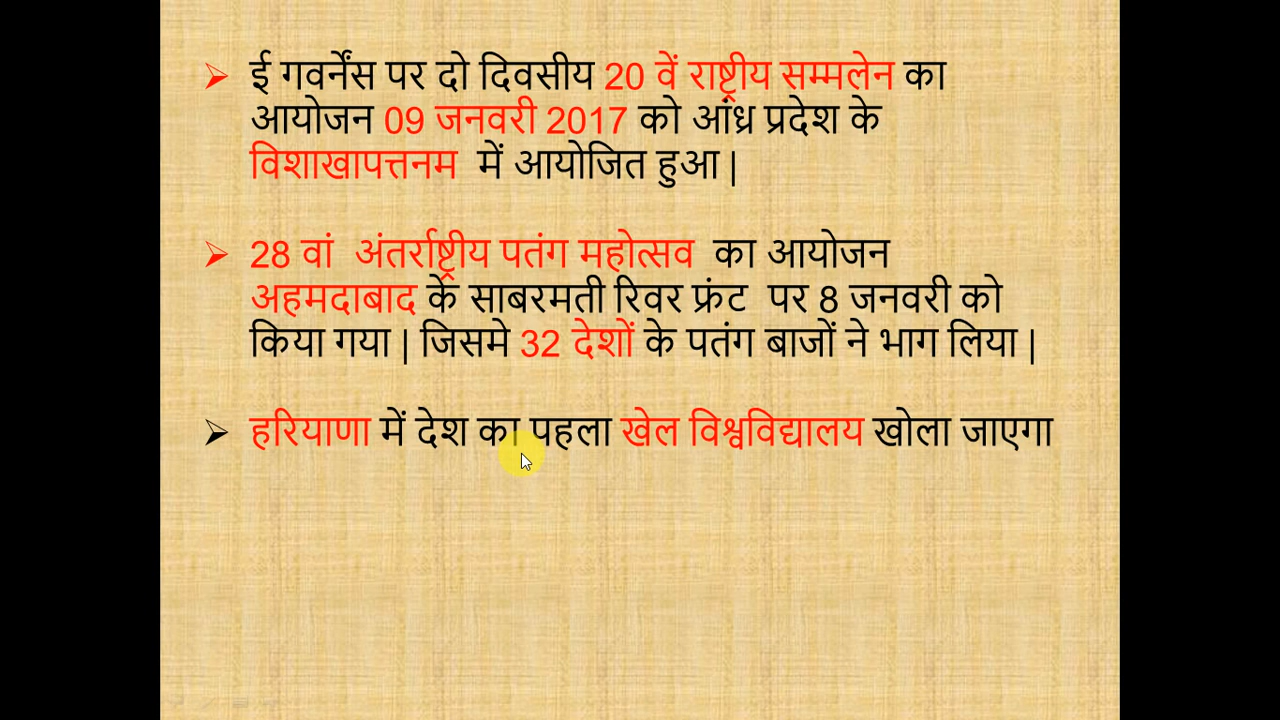 ई गवर्नेंस पर दो दिवसीय 20 वें राष्ट्रीय सम्मलेन का
आयोजन 09 जनवरी 2017 को आंध्र प्रदेश के
विशाखापत्तनम में आयोजित हुआ |
28 वां अंतर्राष्ट्रीय पतंग महोत्सव का आयोजन
अहमदाबाद के साबरमती रिवर फ्रंट पर 8 जनवरी को
किया गया | जिसमे 32 देशों के पतंग बाजों ने भाग लिया |
हरियाणा में देश का पहला खेल विश्वविद्यालय खोला जाएगा